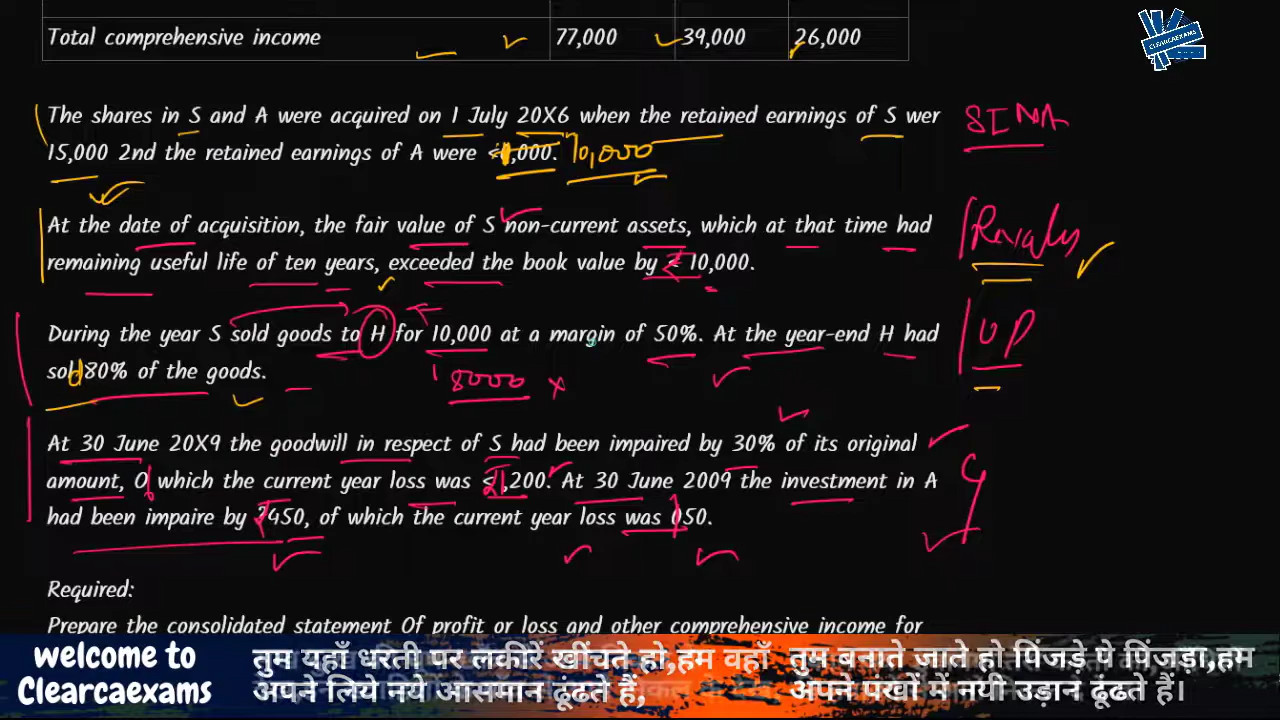 Total comprehensive income 77,000 39,000 26,000
CLEARCAEXAMS
The shares in S and A were acquired on 1 July 20X6 when the retained earnings of S wer
15,000 2nd the retained earnings of A were ,000. 10,000
SINA
At the date of acquisition, the fair value of S non-current assets, which at that time had
remaining useful life of ten years, exceeded the book value by ₹ 10,000.
During the year S sold goods to H for 10,000 at a margin of 50%. At the year-end H had
sold 80% of the goods.
8000 x
UP
At 30 June 20X9 the goodwill in respect of S had been impaired by 30% of its original
amount, Of which the current year loss was ,200. At 30 June 2009 the investment in A
had been impaire by 450, of which the current year loss was 50.
Required:
Prepare the consolidated statement Of profit or loss and other comprehensive income for
welcome to
Clearcaexams
तुम यहाँ धरती पर लकीरें खींचते हो,हम वहाँ
अपने लिये नये आसमान ढूंढते हैं,
तुम बनाते जाते हो पिंजड़े पे पिंजड़ा,हम
अपने पंखों में नयी उड़ान ढूंढते हैं।